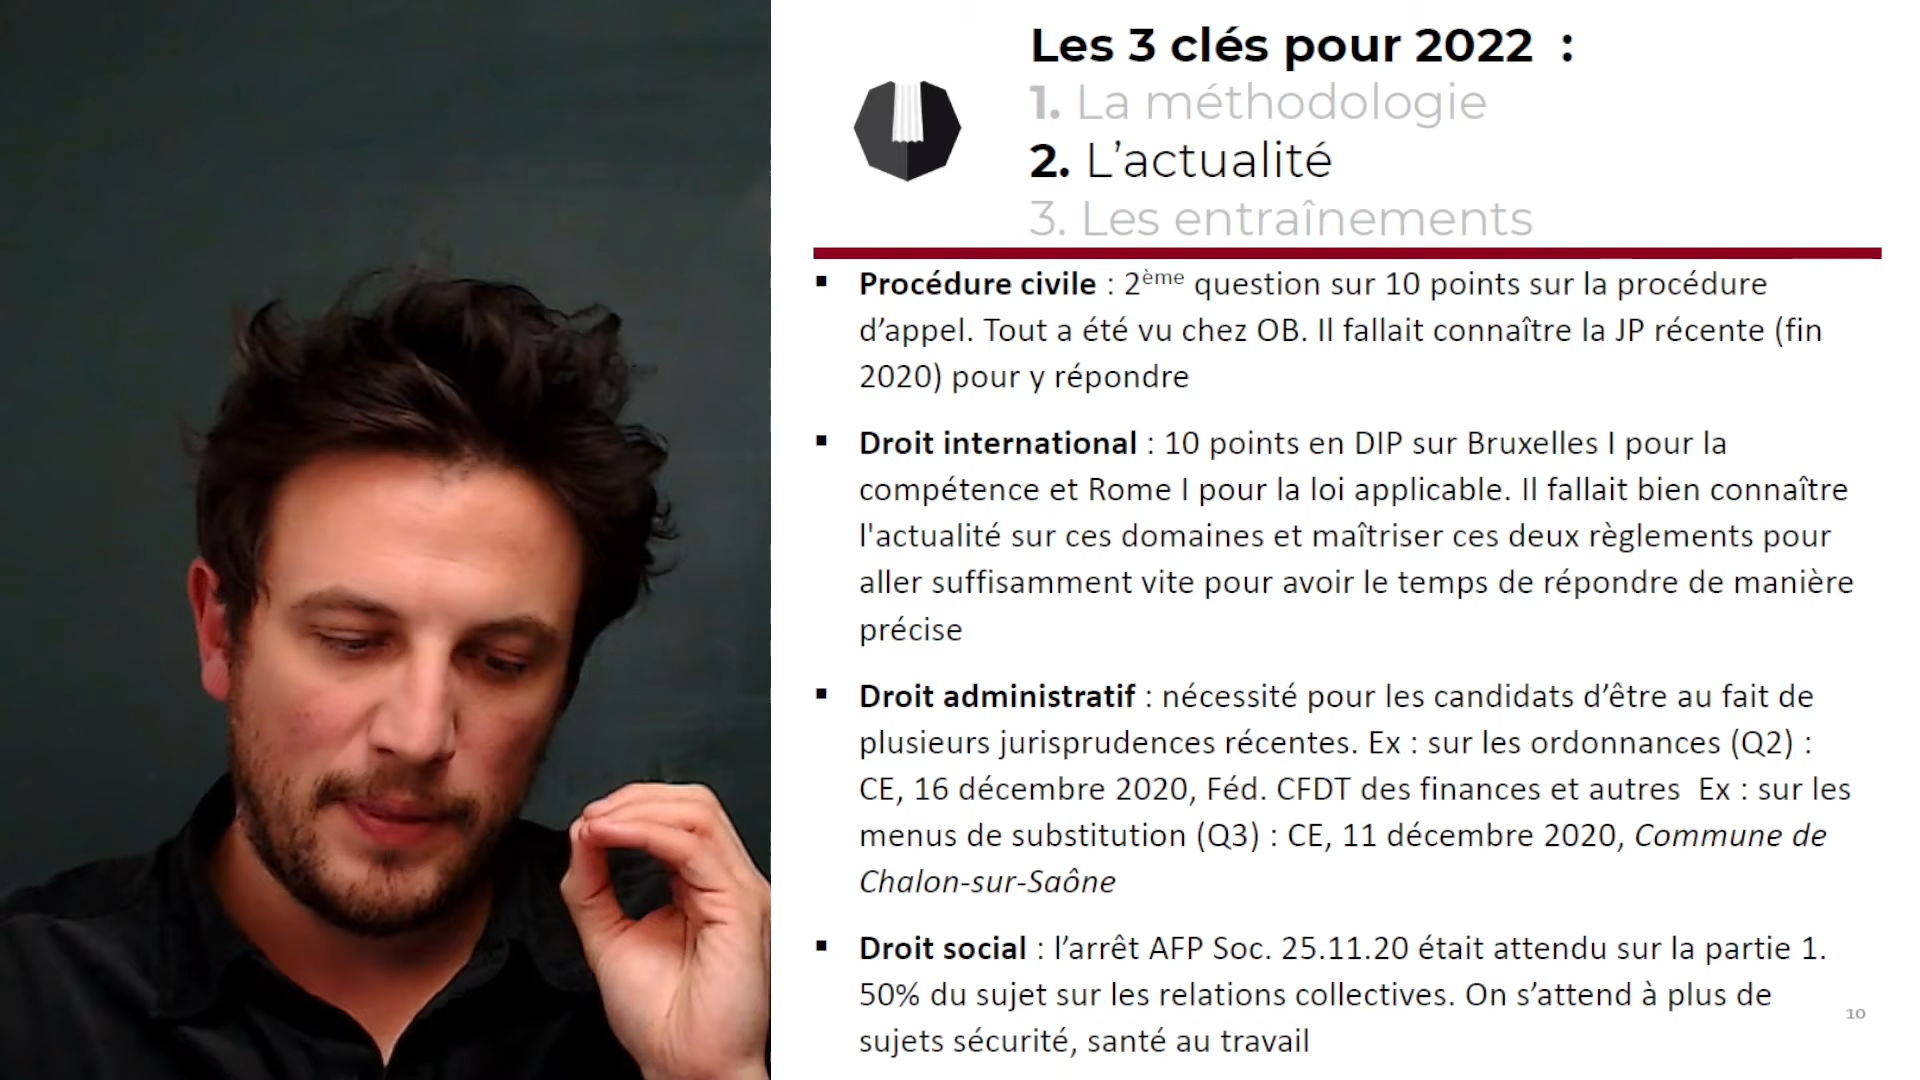 Les 3 clés pour 2022 :
1. La méthodologie
2. L’actualité
3. Les entraînements
▪ Procédure civile : 2ème question sur 10 points sur la procédure
d’appel. Tout a été vu chez OB. Il fallait connaître la JP récente (fin
2020) pour y répondre
▪ Droit international : 10 points en DIP sur Bruxelles I pour la
compétence et Rome I pour la loi applicable. Il fallait bien connaître
l'actualité sur ces domaines et maîtriser ces deux règlements pour
aller suffisamment vite pour avoir le temps de répondre de manière
précise
▪ Droit administratif : nécessité pour les candidats d’être au fait de
plusieurs jurisprudences récentes. Ex : sur les ordonnances (Q2) :
CE, 16 décembre 2020, Féd. CFDT des finances et autres Ex : sur les
menus de substitution (Q3) : CE, 11 décembre 2020, Commune de
Chalon-sur-Saône
▪ Droit social : l’arrêt AFP Soc. 25.11.20 était attendu sur la partie 1.
50% du sujet sur les relations collectives. On s’attend à plus de
sujets sécurité, santé au travail
10